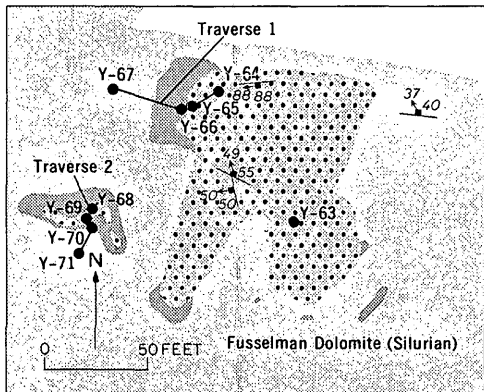 Traverse 1
Y-67
Y-64
88
88
Y-65
Y-66
37
40
Traverse 2
49
55
50
50
Y-69
Y-68
Y-63
Y-70
Y-71
N
0
50 FEET
Fusselman Dolomite (Silurian)